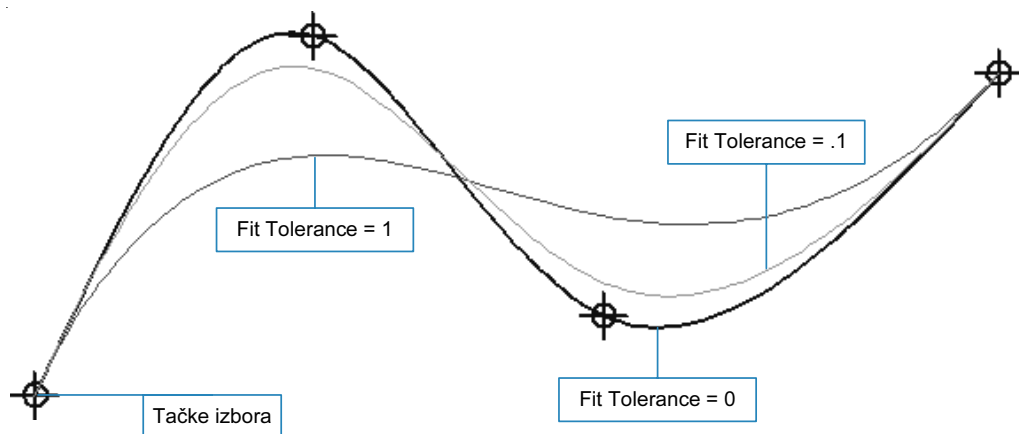 Fit Tolerance = .1
Fit Tolerance = 1
Fit Tolerance = 0
Tačke izbora